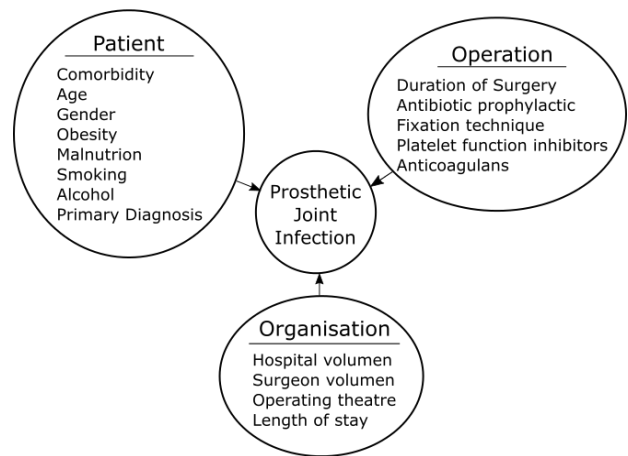 Patient
Comorbidity
Age
Gender
Obesity
Malnutrion
Smoking
Alcohol
Primary Diagnosis
Operation
Duration of Surgery
Antibiotic prophylactic
Fixation technique
Platelet function inhibitors
Anticoagulans
Prosthetic
Joint
Infection
Organisation
Hospital volumen
Surgeon volumen
Operating theatre
Length of stay